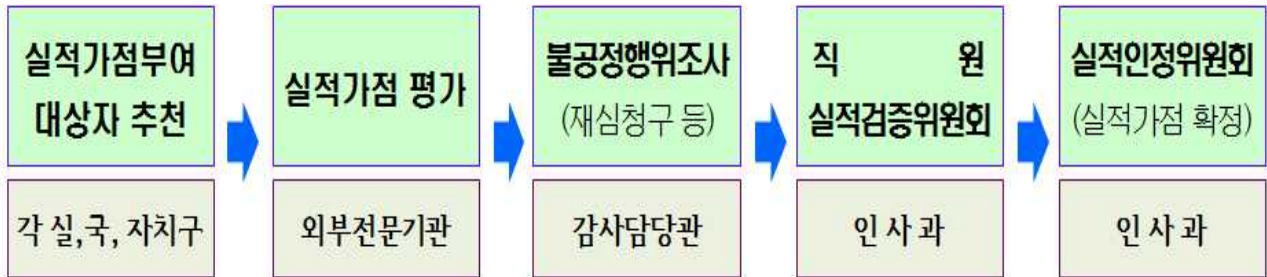 실적가점부여
대상자 추천
실적가점 평가
불공정행위조사
(재심청구 등)
직 원
실적검증위원회
실적인정위원회
(실적가점 확정)
각 실,국, 자치구
외부전문기관
감사담당관
인 사 과
인 사 과